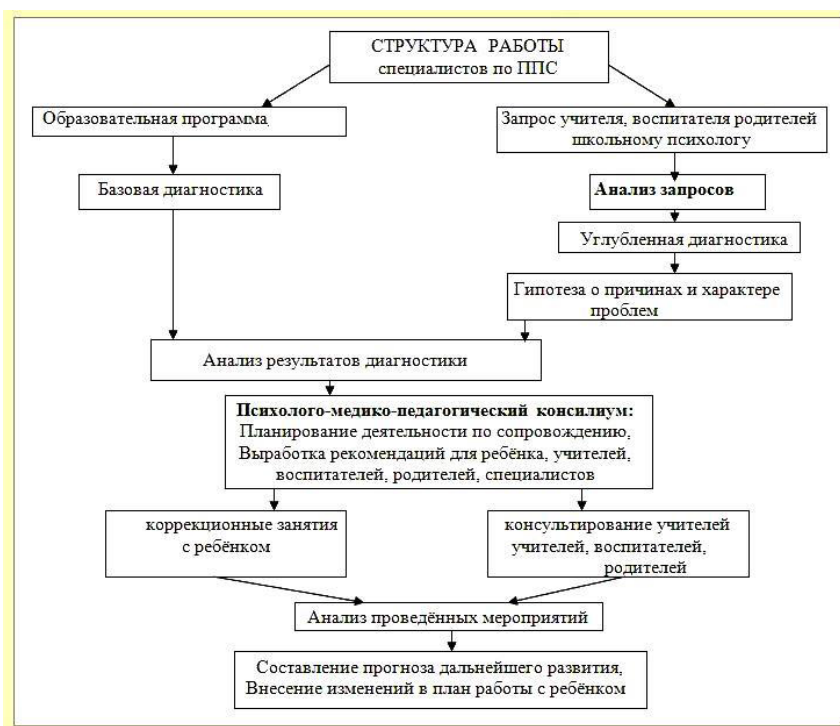 СТРУКТУРА РАБОТЫ
специалистов по ППС
Образовательная программа,
Запрос учителя, воспитателя родителей
школьному психологу
Базовая диагностика
Анализ запросов
Углубленная диагностика
Гипотеза о причинах и характере
проблем
Анализ результатов диагностики
Психолого-медико-педагогический консилиум:
Планирование деятельности по сопровождению,
Выработка рекомендаций для ребёнка, учителей,
воспитателей, родителей, специалистов
коррекционные занятия
с ребёнком
консультирование учителей
учителей, воспитателей,
родителей
Анализ проведённых мероприятий
Составление прогноза дальнейшего развития,
Внесение изменений в план работы с ребёнком